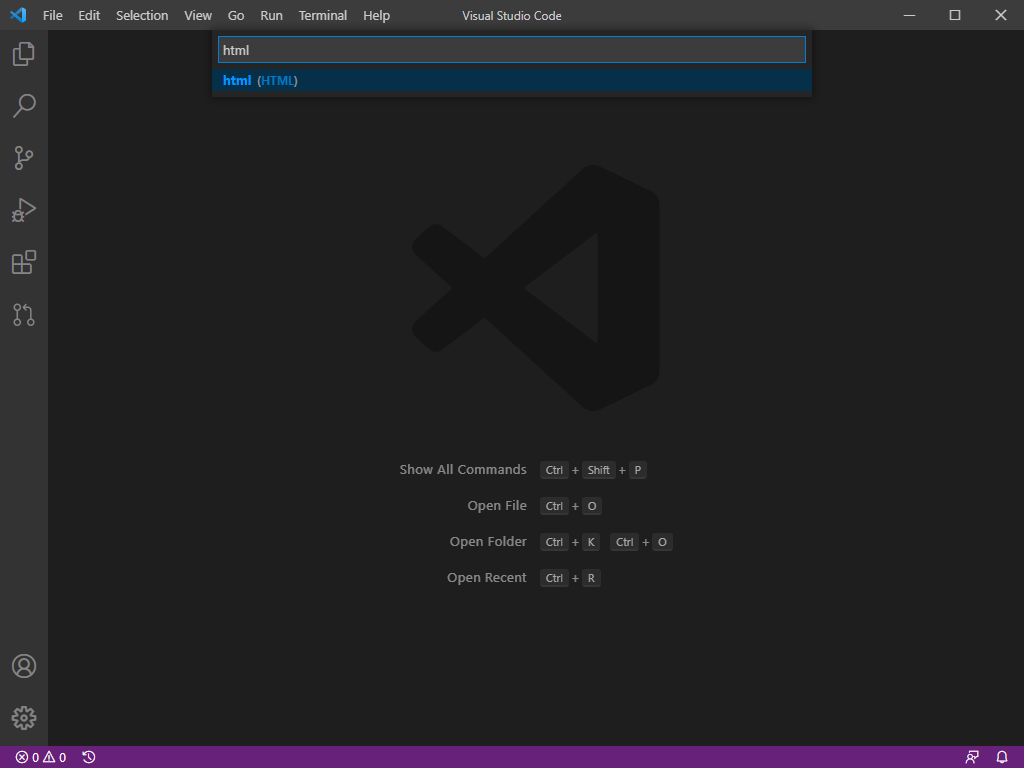 File Edit Selection View Go Run Terminal Help Visual Studio Code
html
html (HTML)
Show All Commands Ctrl + Shift + P
Open File Ctrl + O
Open Folder Ctrl + K Ctrl + O
Open Recent Ctrl + R
0 0